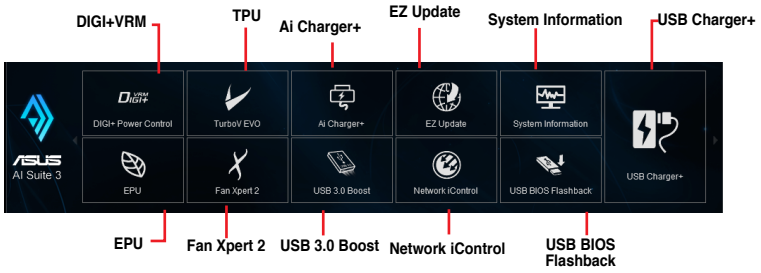 DIGI+VRM
TPU
Ai Charger+
EZ Update
System Information
USB Charger+
DIGI+ VRM
DIGI+ Power Control
TurboV EVO
Ai Charger+
EZ Update
System Information
ASUS
AI Suite 3
EPU
Fan Xpert 2
USB 3.0 Boost
Network iControl
USB BIOS Flashback
USB Charger+
EPU
Fan Xpert 2
USB 3.0 Boost
Network iControl
USB BIOS
Flashback